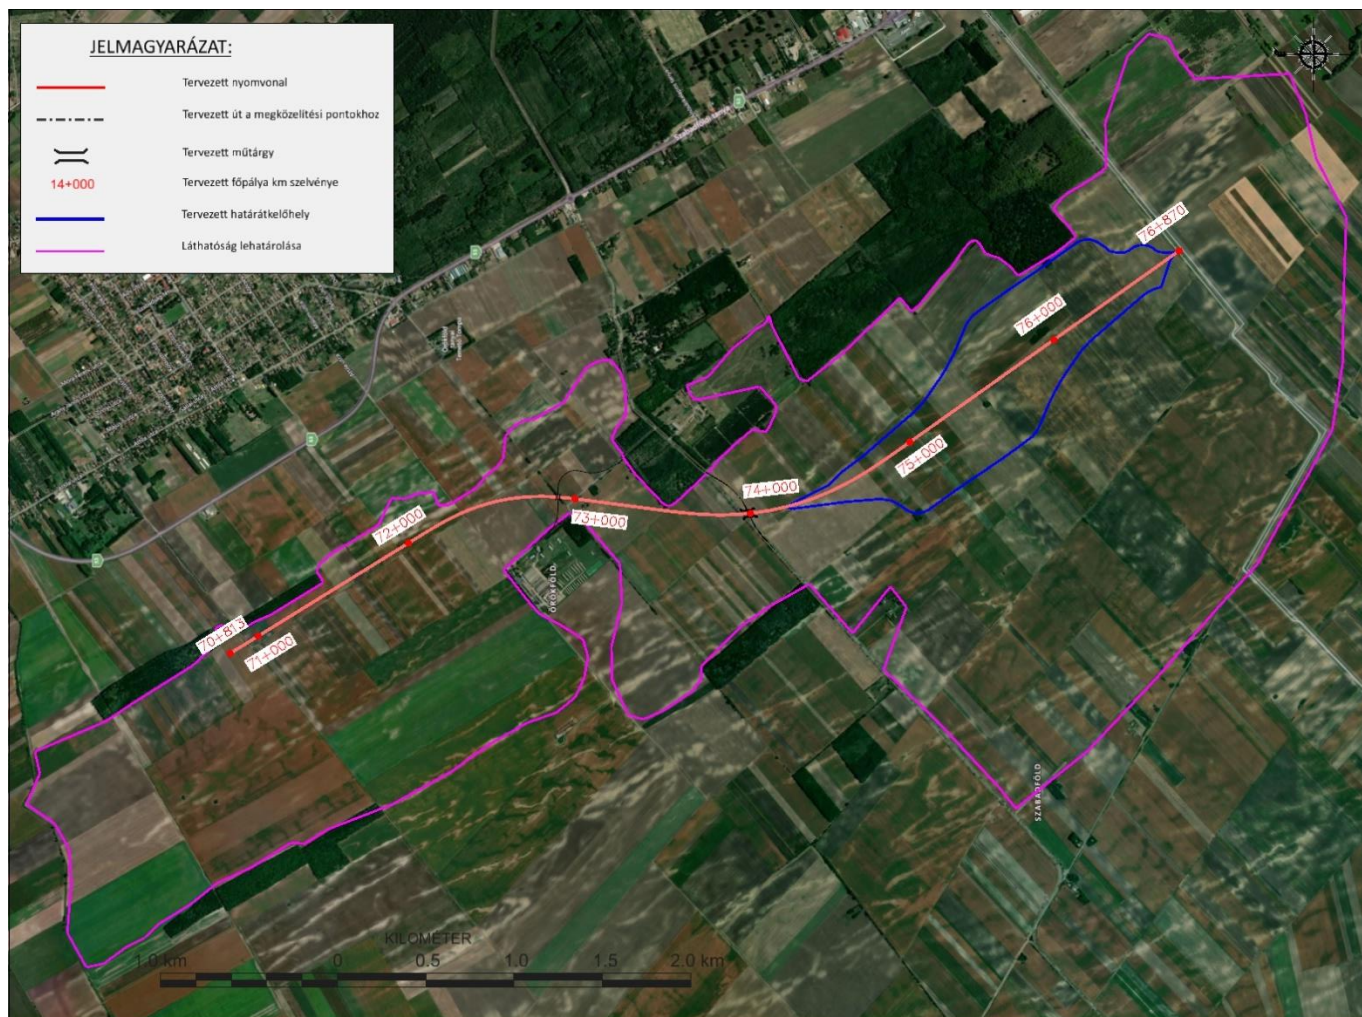 JELMAGYARÁZAT:
Tervezett nyomvonal
Tervezett út a megközelítési pontokhoz
Tervezett műtárgy
14+000
Tervezett főpálya km szelvénye
Tervezett határátkelőhely
Láthatóság lehatárolása
76+870
76+000
75+000
74+000
73+000
72+000
70+813
71+000
ÖRÖKFÖLD
SZABADFÖLD
KILOMÉTER
1.0 km
0
0.5
1.0
1.5
2.0 km